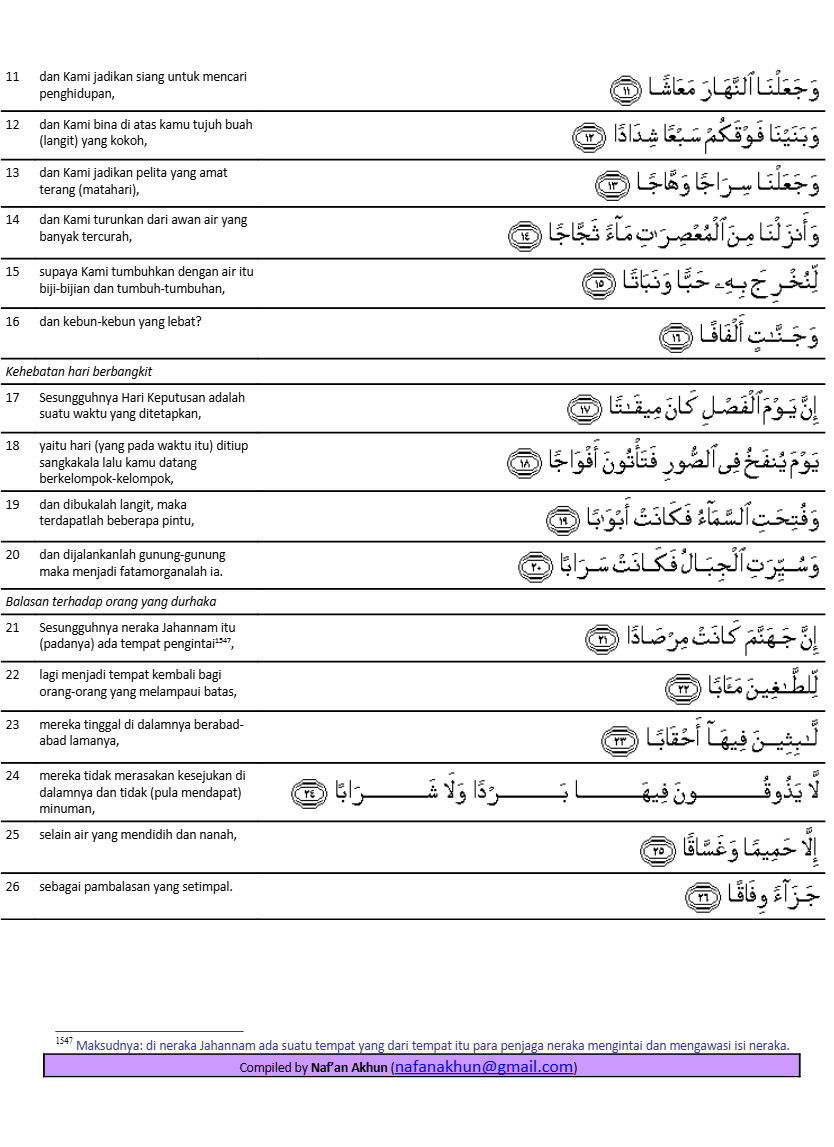 11 dan Kami jadikan siang untuk mencari
penghidupan,
وَجَعَلْنَا ٱلنَّهَارَ مَعَاشًا ١١
12 dan Kami bina di atas kamu tujuh buah
(langit) yang kokoh,
وَبَنَيْنَا فَوْقَكُمْ سَبْعًا شِدَادًا ١٢
13 dan Kami jadikan pelita yang amat
terang (matahari),
وَجَعَلْنَا سِرَاجًا وَهَّاجًا ١٣
14 dan Kami turunkan dari awan air yang
banyak tercurah,
وَأَنزَلْنَا مِنَ ٱلْمُعْصِرَٰتِ مَآءً ثَجَّاجًا ١٤
15 supaya Kami tumbuhkan dengan air itu
biji-bijian dan tumbuh-tumbuhan,
لِّنُخْرِجَ بِهِۦ حَبًّا وَنَبَاتًا ١٥
16 dan kebun-kebun yang lebat?
وَجَنَّـٰتٍ أَلْفَافًا ١٦
Kehebatan hari berbangkit
17 Sesungguhnya Hari Keputusan adalah
suatu waktu yang ditetapkan,
إِنَّ يَوْمَ ٱلْفَصْلِ كَانَ مِيقَـٰتًا ١٧
18 yaitu hari (yang pada waktu itu) ditiup
sangkakala lalu kamu datang
berkelompok-kelompok,
يَوْمَ يُنفَخُ فِى ٱلصُّورِ فَتَأْتُونَ أَفْوَاجًا ١٨
19 dan dibukalah langit, maka
terdapatlah beberapa pintu,
وَفُتِحَتِ ٱلسَّمَآءُ فَكَانَتْ أَبْوَٰبًا ١٩
20 dan dijalankanlah gunung-gunung
maka menjadi fatamorganalah ia.
وَسُيِّرَتِ ٱلْجِبَالُ فَكَانَتْ سَرَابًا ٢٠
Balasan terhadap orang yang durhaka
21 Sesungguhnya neraka Jahannam itu
(padanya) ada tempat pengintai1547,
إِنَّ جَهَنَّمَ كَانَتْ مِرْصَادًا ٢١
22 lagi menjadi tempat kembali bagi
orang-orang yang melampaui batas,
لِّلطَّـٰغِينَ مَـَٔابًا ٢٢
23 mereka tinggal di dalamnya berabad-
abad lamanya,
لَّـٰبِثِينَ فِيهَآ أَحْقَابًا ٢٣
24 mereka tidak merasakan kesejukan di
dalamnya dan tidak (pula mendapat)
minuman,
لَّا يَذُوقُونَ فِيهَا بَرْدًا وَلَا شَرَابًا ٢٤
25 selain air yang mendidih dan nanah,
إِلَّا حَمِيمًا وَغَسَّاقًا ٢٥
26 sebagai pambalasan yang setimpal.
جَزَآءً وِفَاقًا ٢٦
1547 Maksudnya: di neraka Jahannam ada suatu tempat yang dari tempat itu para penjaga neraka mengintai dan mengawasi isi neraka.
Compiled by Naf'an Akhun (nafanakhun@gmail.com)